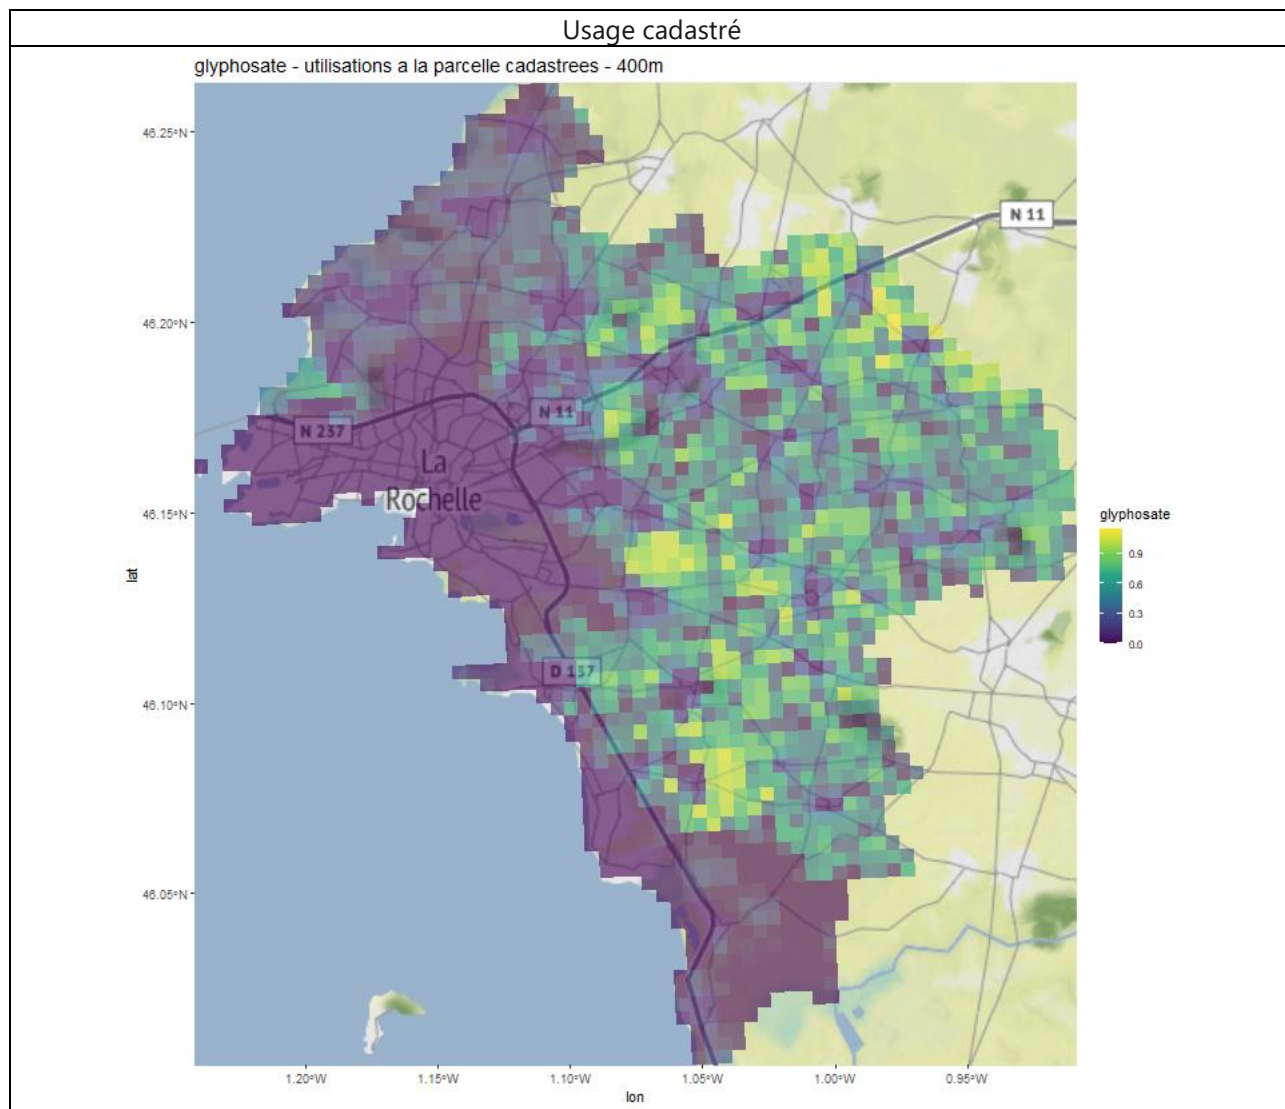 Usage cadastré
glyphosate - utilisations a la parcelle cadastrees - 400m
46.25°N
46.20°N
46.15°N
46.10°N
46.05°N
lat
N 11
N 11
N 237
La
Rochelle
D 137
glyphosate
0.9
0.6
0.3
0.0
1.20°W
1.15°W
1.10°W
1.05°W
1.00°W
0.95°W
lon